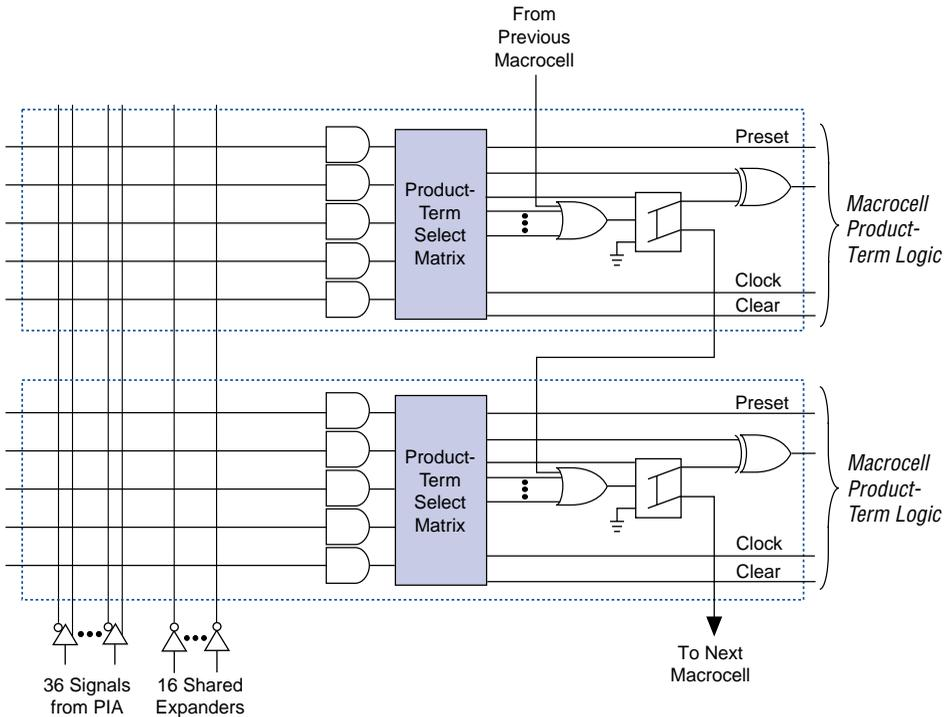 From
Previous
Macrocell
Preset
Product-
Term
Select
Matrix
Macrocell
Product-
Term Logic
Clock
Clear
Preset
Product-
Term
Select
Matrix
Macrocell
Product-
Term Logic
Clock
Clear
36 Signals
from PIA
16 Shared
Expanders
To Next
Macrocell